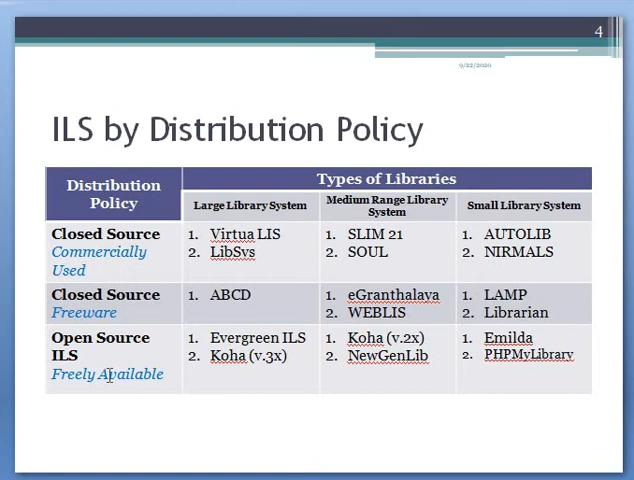 4
9/22/2020
ILS by Distribution Policy
Distribution Policy
Types of Libraries
Large Library System
Medium Range Library System
Small Library System
Closed Source
Commercially Used
1. Virtua LIS
2. LibSys
1. SLIM 21
2. SOUL
1. AUTOLIB
2. NIRMALS
Closed Source
Freeware
1. ABCD
1. eGranthalaya
2. WEBLIS
1. LAMP
2. Librarian
Open Source ILS
Freely Available
1. Evergreen ILS
2. Koha (v.3x)
1. Koha (v.2x)
2. NewGenLib
1. Emilda
2. PHPMyLibrary